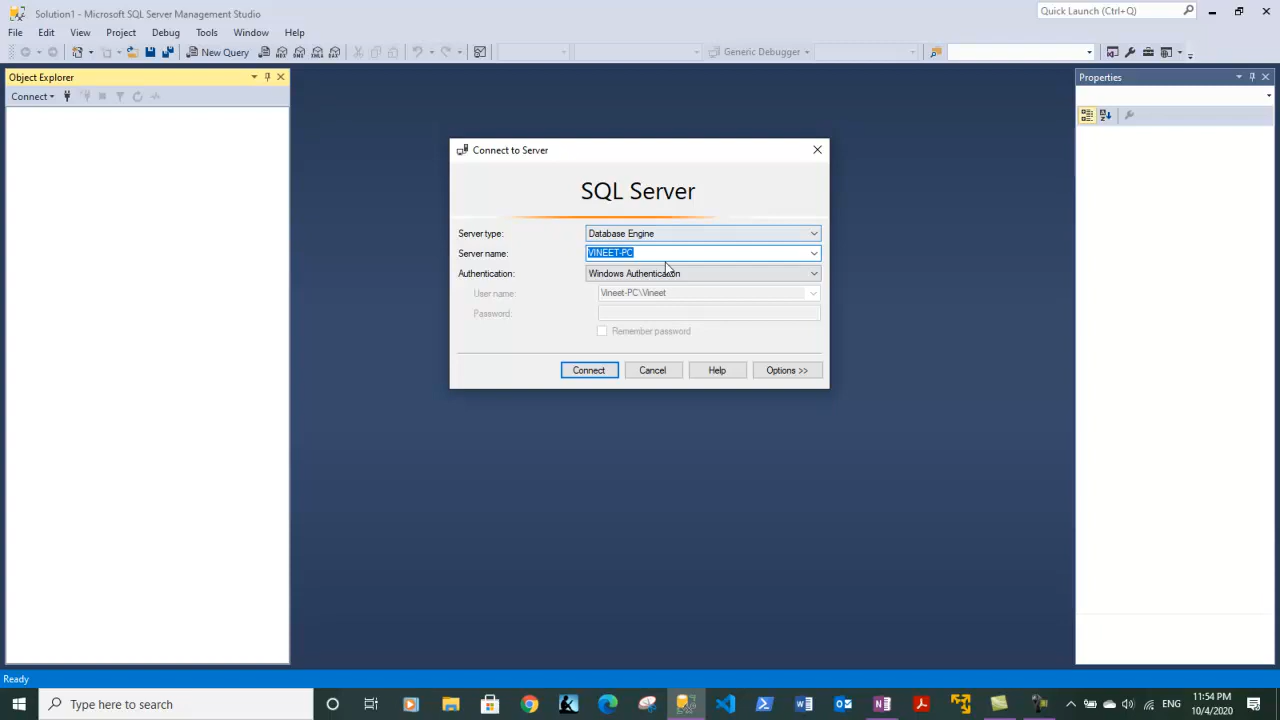 Solution1 - Microsoft SQL Server Management Studio
Quick Launch (Ctrl+Q)
File Edit View Project Debug Tools Window Help
New Query
Generic Debugger
Object Explorer
Properties
Connect
Connect to Server
SQL Server
Server type: Database Engine
Server name: VINEET-PC
Authentication: Windows Authentication
User name: Vineet-PC\Vineet
Password:
Remember password
Connect Cancel Help Options >>
Ready
Type here to search
ENG
11:54 PM
10/4/2020